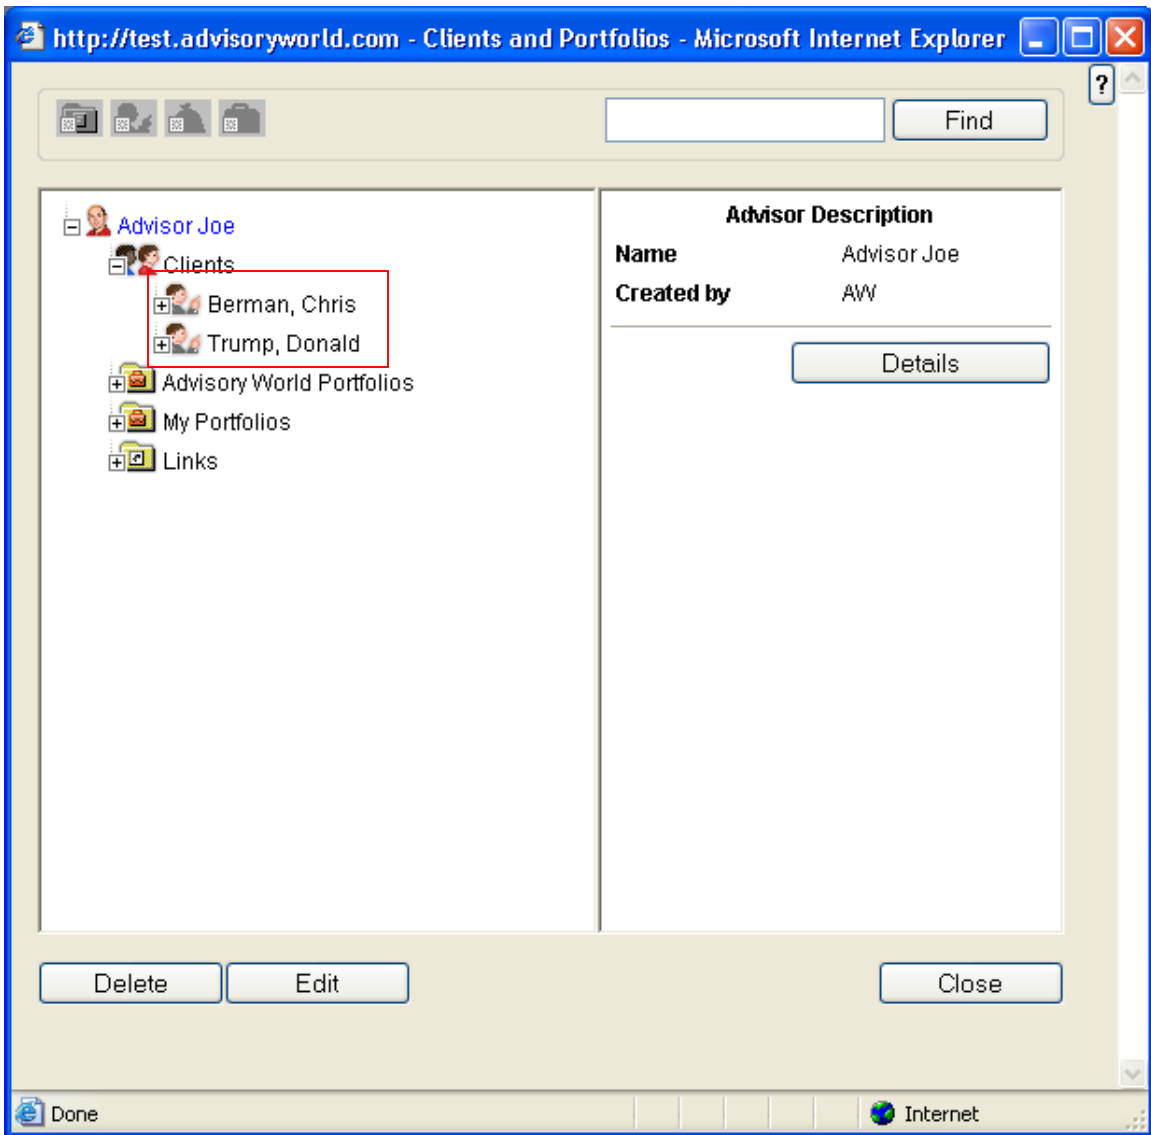 http://test.advisoryworld.com - Clients and Portfolios - Microsoft Internet Explorer
?
Find
Advisor Joe
Clients
Berman, Chris
Trump, Donald
Advisory World Portfolios
My Portfolios
Links
Advisor Description
Name Advisor Joe
Created by AW
Details
Delete Edit Close
Done Internet